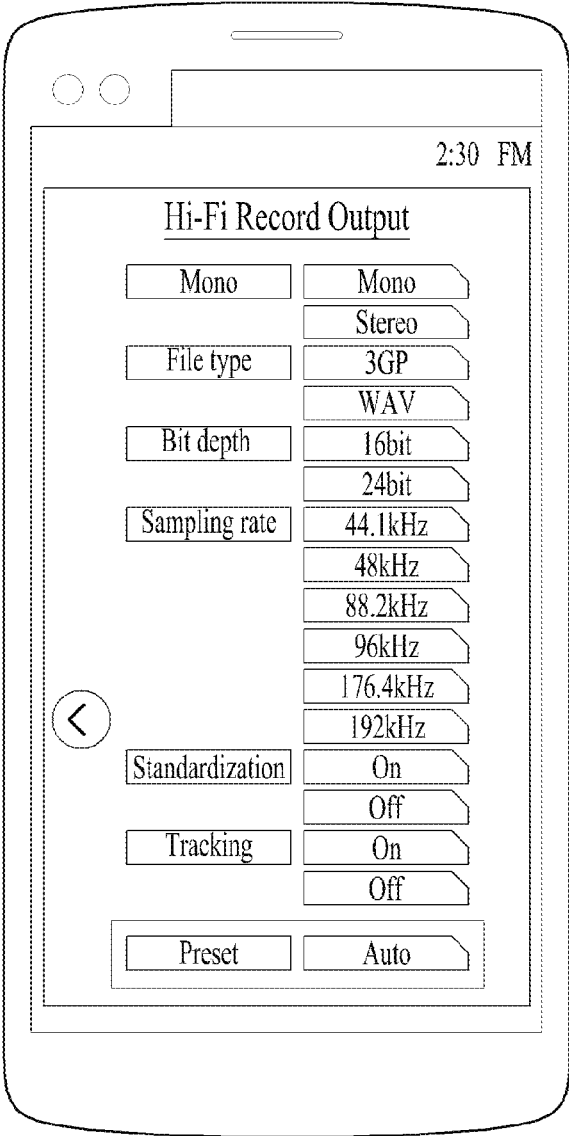 2:30 FM
Hi-Fi Record Output
Mono Mono
Stereo
File type 3GP
WAV
Bit depth 16bit
24bit
Sampling rate 44.1kHz
48kHz
88.2kHz
96kHz
176.4kHz
192kHz
Standardization On
Off
Tracking On
Off
Preset Auto